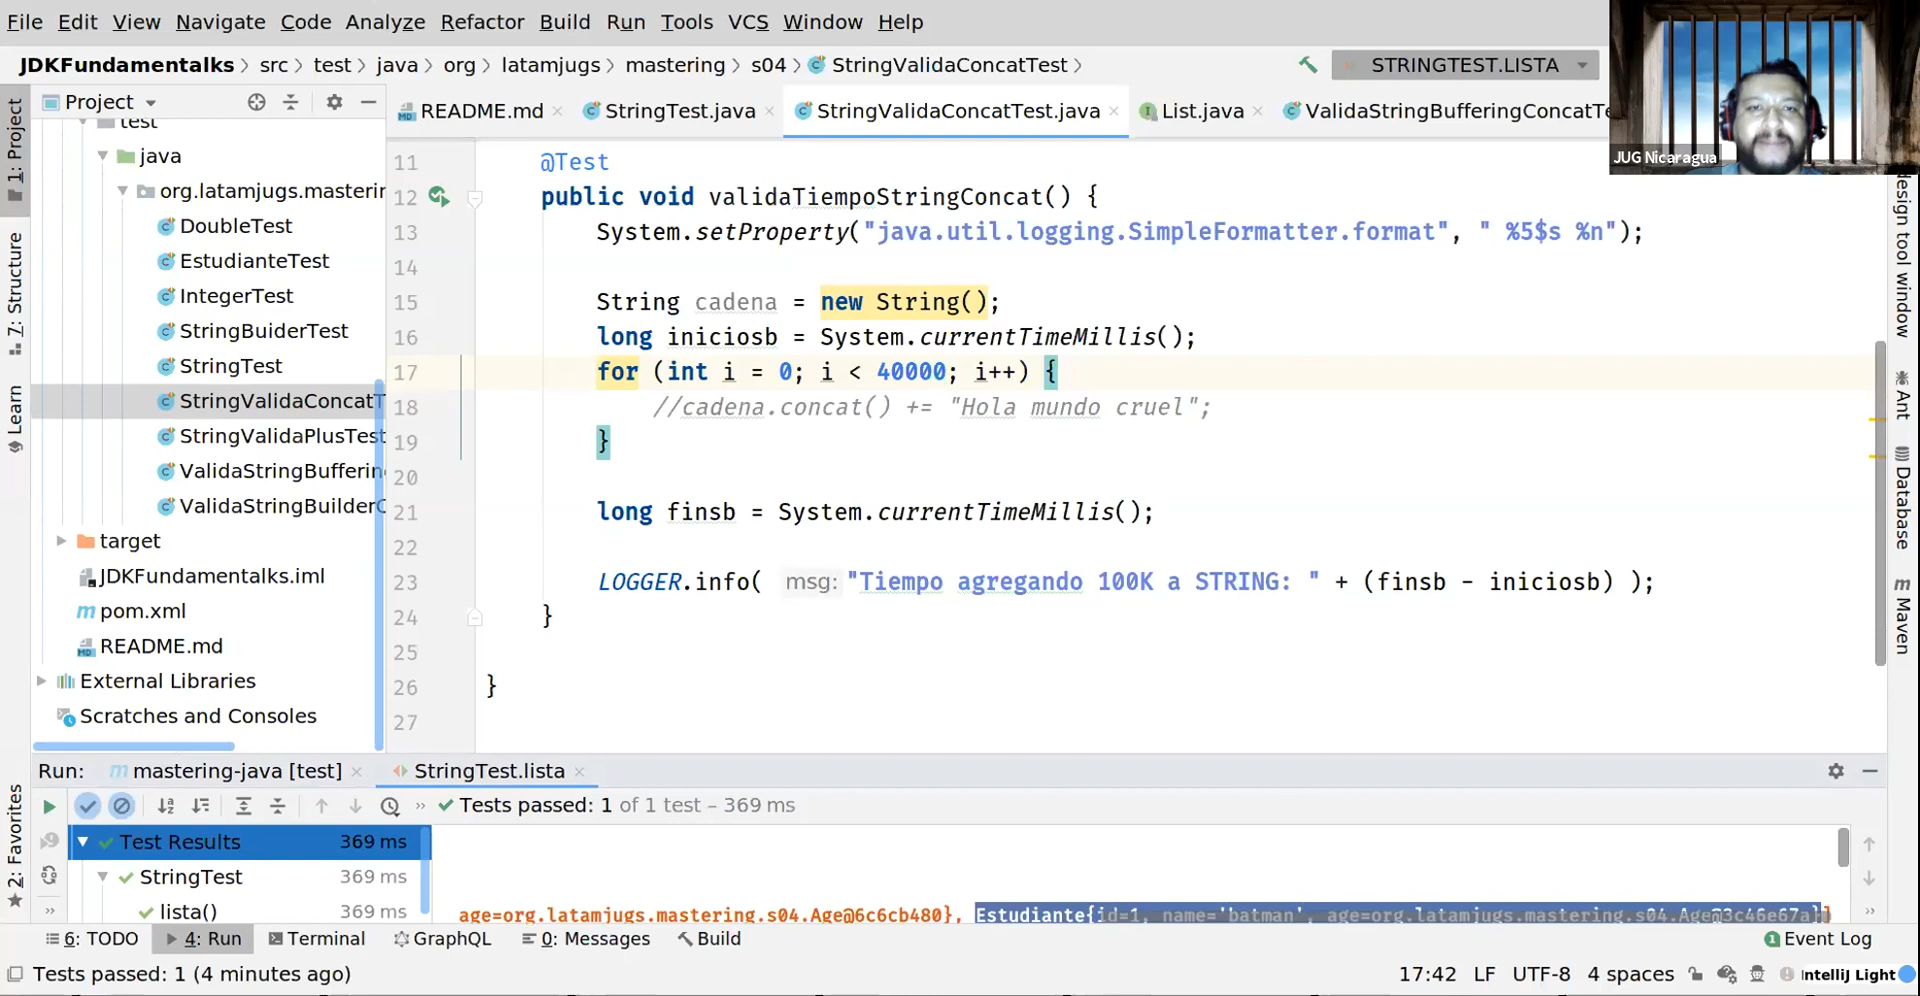 File Edit View Navigate Code Analyze Refactor Build Run Tools VCS Window Help
JDKFundamentalks > src > test > java > org > latamjugs > mastering > s04 > StringValidaConcatTest >
STRINGTEST.LISTA
JUG Nicaragua
Project
README.md StringTest.java StringValidaConcatTest.java List.java ValidaStringBufferingConcatTe
1: Project
7: Structure
Learn
2: Favorites
test
java
org.latamjugs.masterin
DoubleTest
EstudianteTest
IntegerTest
StringBuiderTest
StringTest
StringValidaConcatT
StringValidaPlusTest
ValidaStringBufferin
ValidaStringBuilderC
target
JDKFundamentalks.iml
pom.xml
README.md
External Libraries
Scratches and Consoles
11 @Test
12 public void validaTiempoStringConcat() {
13 System.setProperty("java.util.logging.SimpleFormatter.format", " %5$s %n");
14
15 String cadena = new String();
16 long iniciosb = System.currentTimeMillis();
17 for (int i = 0; i < 40000; i++) {
18 //cadena.concat() += "Hola mundo cruel";
19 }
20
21 long finsb = System.currentTimeMillis();
22
23 LOGGER.info( msg: "Tiempo agregando 100K a STRING: " + (finsb - iniciosb) );
24 }
25
26 }
27
design tool window
Ant
Database
Maven
Run: mastering-java [test] StringTest.lista
Tests passed: 1 of 1 test – 369 ms
Test Results 369 ms
StringTest 369 ms
lista() 369 ms
age=org.latamjugs.mastering.s04.Age@6c6cb480}, Estudiante{id=1, name='batman', age=org.latamjugs.mastering.s04.Age@3c46e67a}]
6: TODO 4: Run Terminal GraphQL 0: Messages Build 1 Event Log
Tests passed: 1 (4 minutes ago) 17:42 LF UTF-8 4 spaces IntelliJ Light